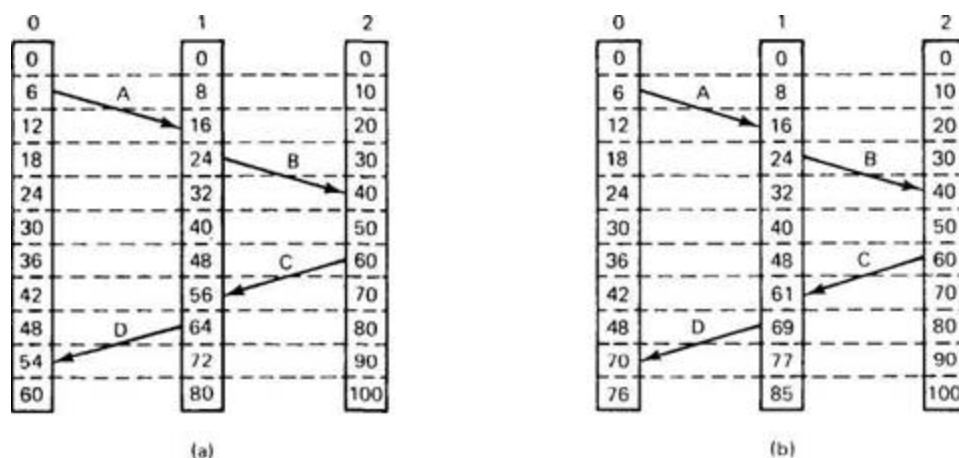 0 1 2 0 1 2
0 0 0 0 0 0
6 A 8 10 6 A 8 10
12 16 20 12 16 20
18 24 B 30 18 24 B 30
24 32 40 24 32 40
30 40 50 30 40 50
36 48 C 60 36 48 C 60
42 56 70 42 61 70
48 D 64 80 48 D 69 80
54 72 90 70 77 90
60 80 100 76 85 100
(a) (b)